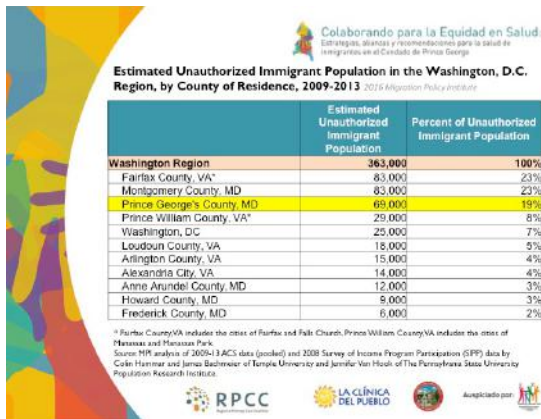 Colaborando para la Equidad en Salud:
Estrategias, alianzas y recomendaciones para la salud de
inmigrantes en el Condado de Prince George
Estimated Unauthorized Immigrant Population in the Washington, D.C.
Region, by County of Residence, 2009-2013 2016 Migration Policy Institute
Estimated Unauthorized Immigrant Population Percent of Unauthorized Immigrant Population
Washington Region 363,000 100%
Fairfax County, VA* 83,000 23%
Montgomery County, MD 83,000 23%
Prince George's County, MD 69,000 19%
Prince William County, VA* 29,000 8%
Washington, DC 25,000 7%
Loudoun County, VA 18,000 5%
Arlington County, VA 15,000 4%
Alexandria City, VA 14,000 4%
Anne Arundel County, MD 12,000 3%
Howard County, MD 9,000 3%
Frederick County, MD 6,000 2%
* Fairfax County, VA includes the cities of Fairfax and Falls Church, Prince William County, VA includes the cities of
Manassas and Manassas Park.
Source: MPI analysis of 2009-13 ACS data (pooled) and 2008 Survey of Income Program Participation (SIPP) data by
Colin Hammar and James Bachmeier of Temple University and Jennifer Van Hook of The Pennsylvania State University
Population Research Institute.
RPCC
LA CLÍNICA
DEL PUEBLO
Auspiciado por: